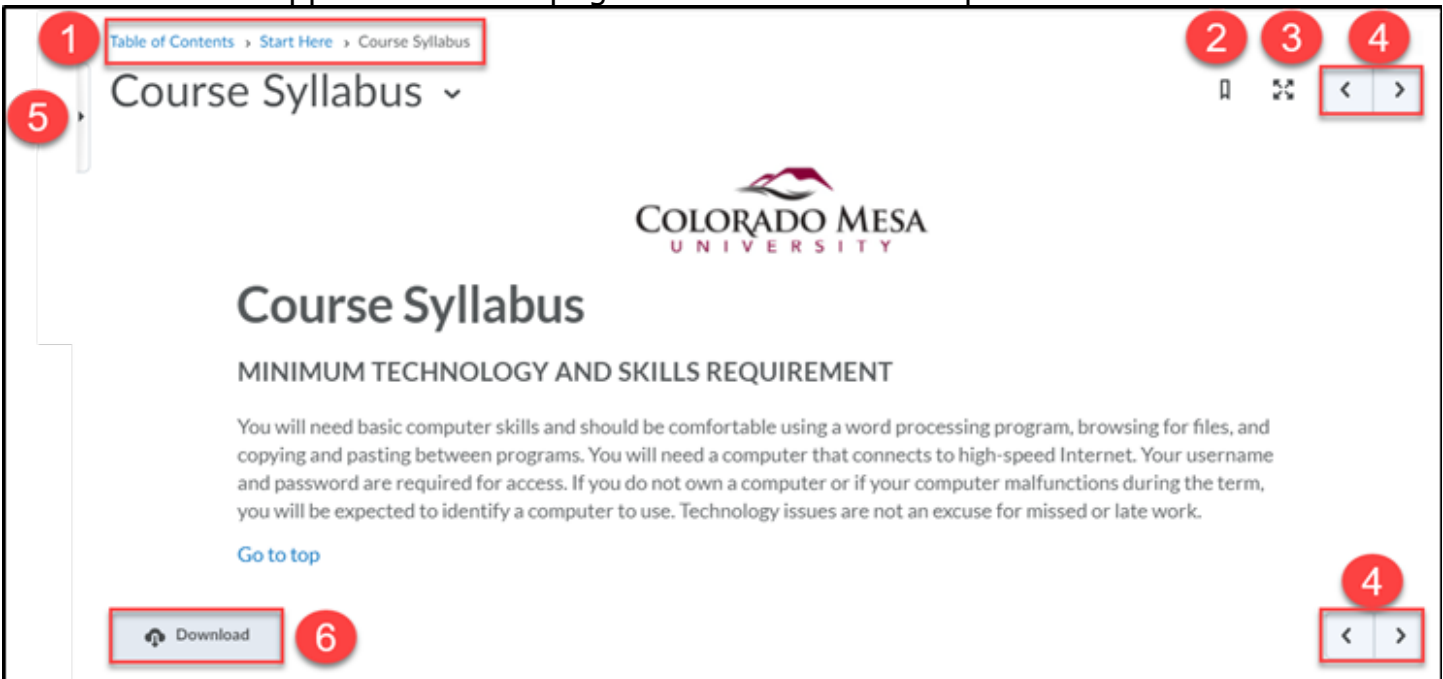 1 Table of Contents › Start Here › Course Syllabus 2 3 4
Course Syllabus
5
COLORADO MESA
UNIVERSITY
Course Syllabus
MINIMUM TECHNOLOGY AND SKILLS REQUIREMENT
You will need basic computer skills and should be comfortable using a word processing program, browsing for files, and
copying and pasting between programs. You will need a computer that connects to high-speed Internet. Your username
and password are required for access. If you do not own a computer or if your computer malfunctions during the term,
you will be expected to identify a computer to use. Technology issues are not an excuse for missed or late work.
Go to top
4
Download 6